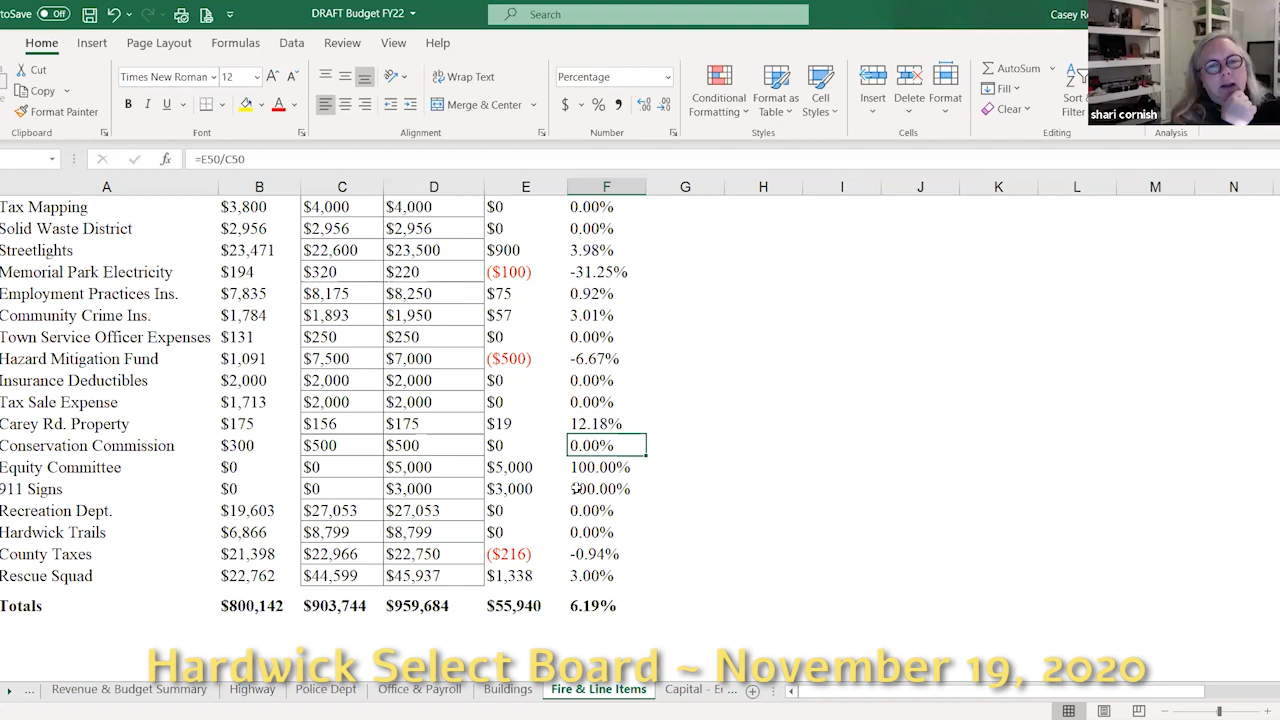 toSave Off DRAFT Budget FY22 Search Casey Re
Home Insert Page Layout Formulas Data Review View Help
Cut
Copy
Format Painter
Clipboard
Times New Roman 12
B I U A
Font
Wrap Text
Merge & Center
Alignment
Percentage
$ % ,
Number
Conditional Formatting
Format as Table
Cell Styles
Styles
Insert Delete Format
Cells
AutoSum
Fill
Clear
Sort
Filter
Editing
Analysis
shari cornish
fx =E50/C50
A B C D E F G H I J K L M N
Tax Mapping $3,800 $4,000 $4,000 $0 0.00%
Solid Waste District $2,956 $2,956 $2,956 $0 0.00%
Streetlights $23,471 $22,600 $23,500 $900 3.98%
Memorial Park Electricity $194 $320 $220 ($100) -31.25%
Employment Practices Ins. $7,835 $8,175 $8,250 $75 0.92%
Community Crime Ins. $1,784 $1,893 $1,950 $57 3.01%
Town Service Officer Expenses $131 $250 $250 $0 0.00%
Hazard Mitigation Fund $1,091 $7,500 $7,000 ($500) -6.67%
Insurance Deductibles $2,000 $2,000 $2,000 $0 0.00%
Tax Sale Expense $1,713 $2,000 $2,000 $0 0.00%
Carey Rd. Property $175 $156 $175 $19 12.18%
Conservation Commission $300 $500 $500 $0 0.00%
Equity Committee $0 $0 $5,000 $5,000 100.00%
911 Signs $0 $0 $3,000 $3,000 100.00%
Recreation Dept. $19,603 $27,053 $27,053 $0 0.00%
Hardwick Trails $6,866 $8,799 $8,799 $0 0.00%
County Taxes $21,398 $22,966 $22,750 ($216) -0.94%
Rescue Squad $22,762 $44,599 $45,937 $1,338 3.00%
Totals $800,142 $903,744 $959,684 $55,940 6.19%
Hardwick Select Board ~ November 19, 2020
... Revenue & Budget Summary Highway Police Dept Office & Payroll Buildings Fire & Line Items Capital - E ...